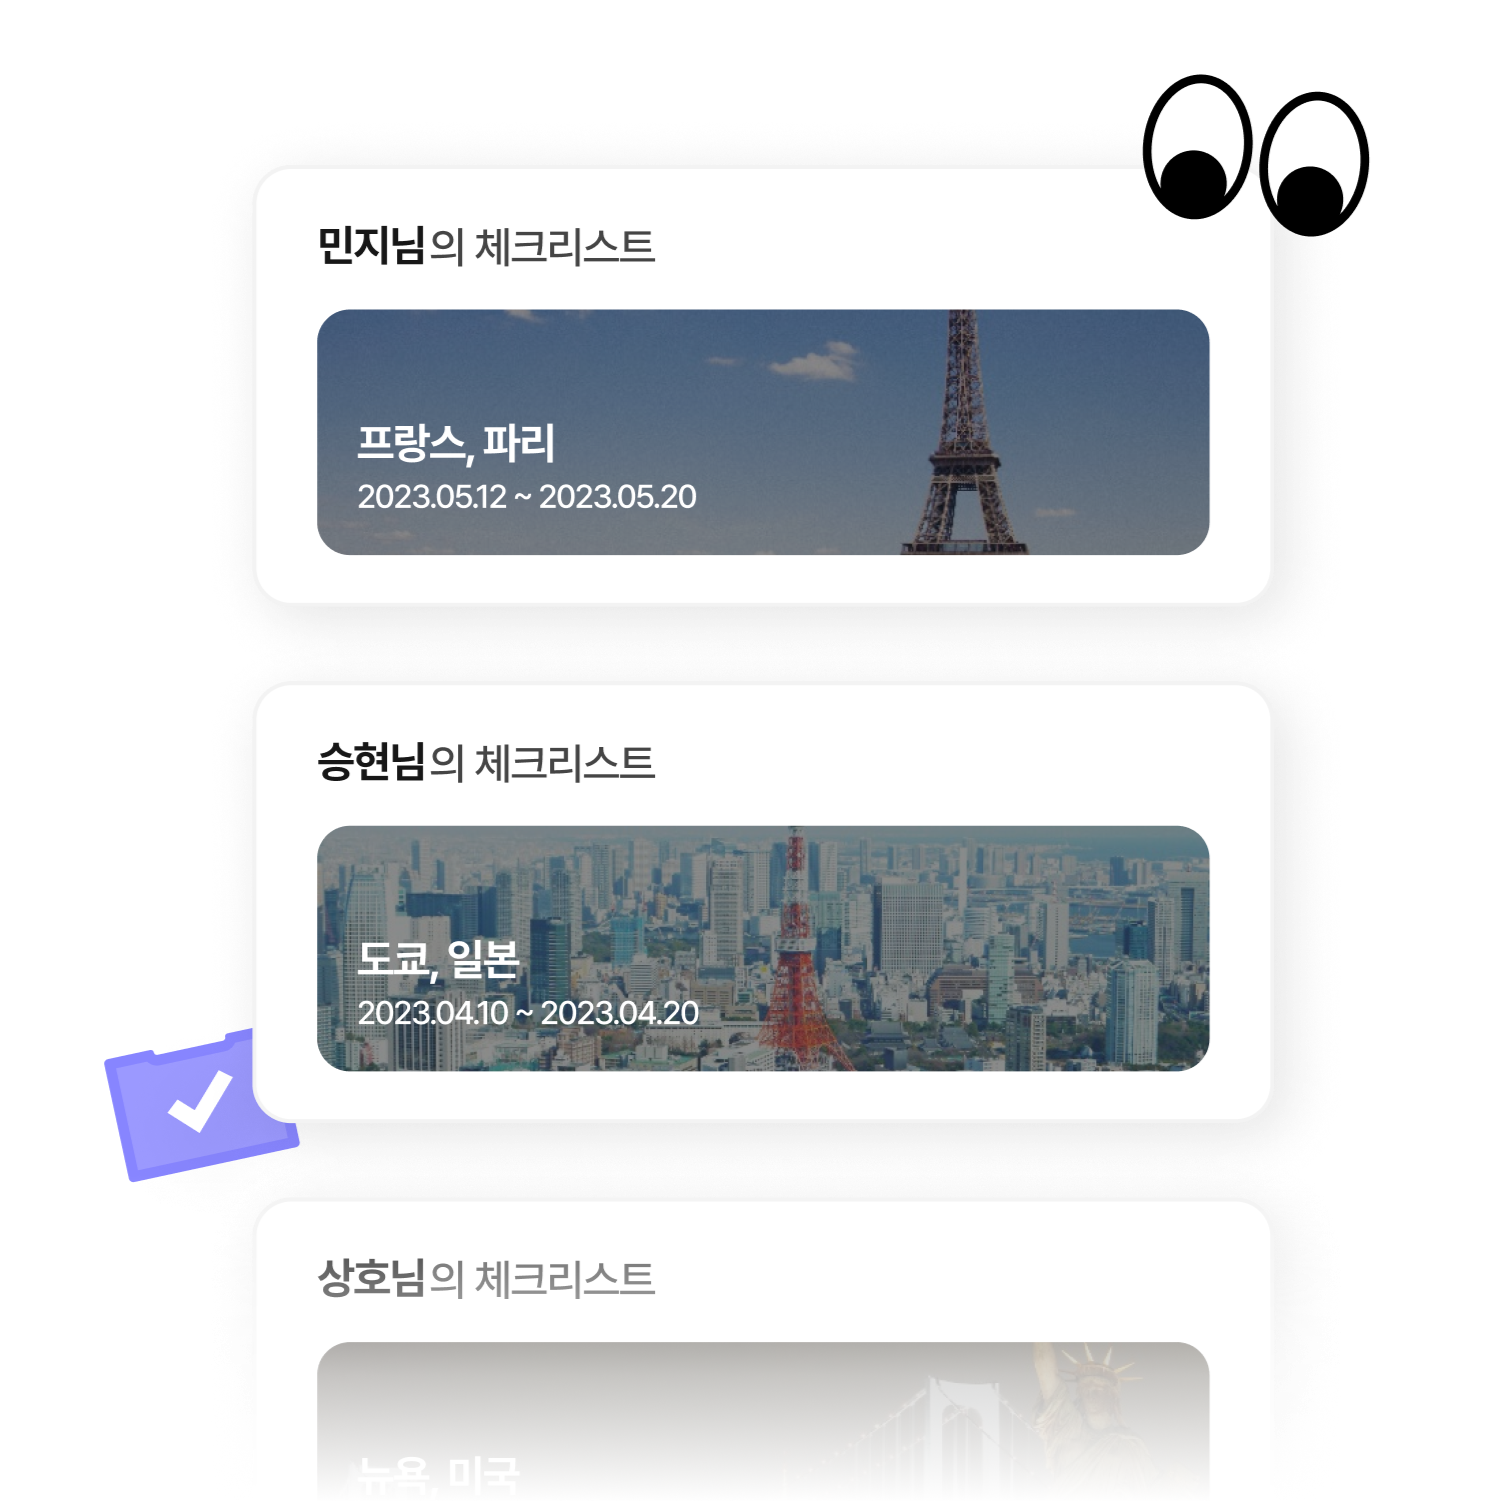 민지님의 체크리스트
프랑스, 파리
2023.05.12 ~ 2023.05.20
승현님의 체크리스트
도쿄, 일본
2023.04.10 ~ 2023.04.20
상호님의 체크리스트
뉴욕, 미국